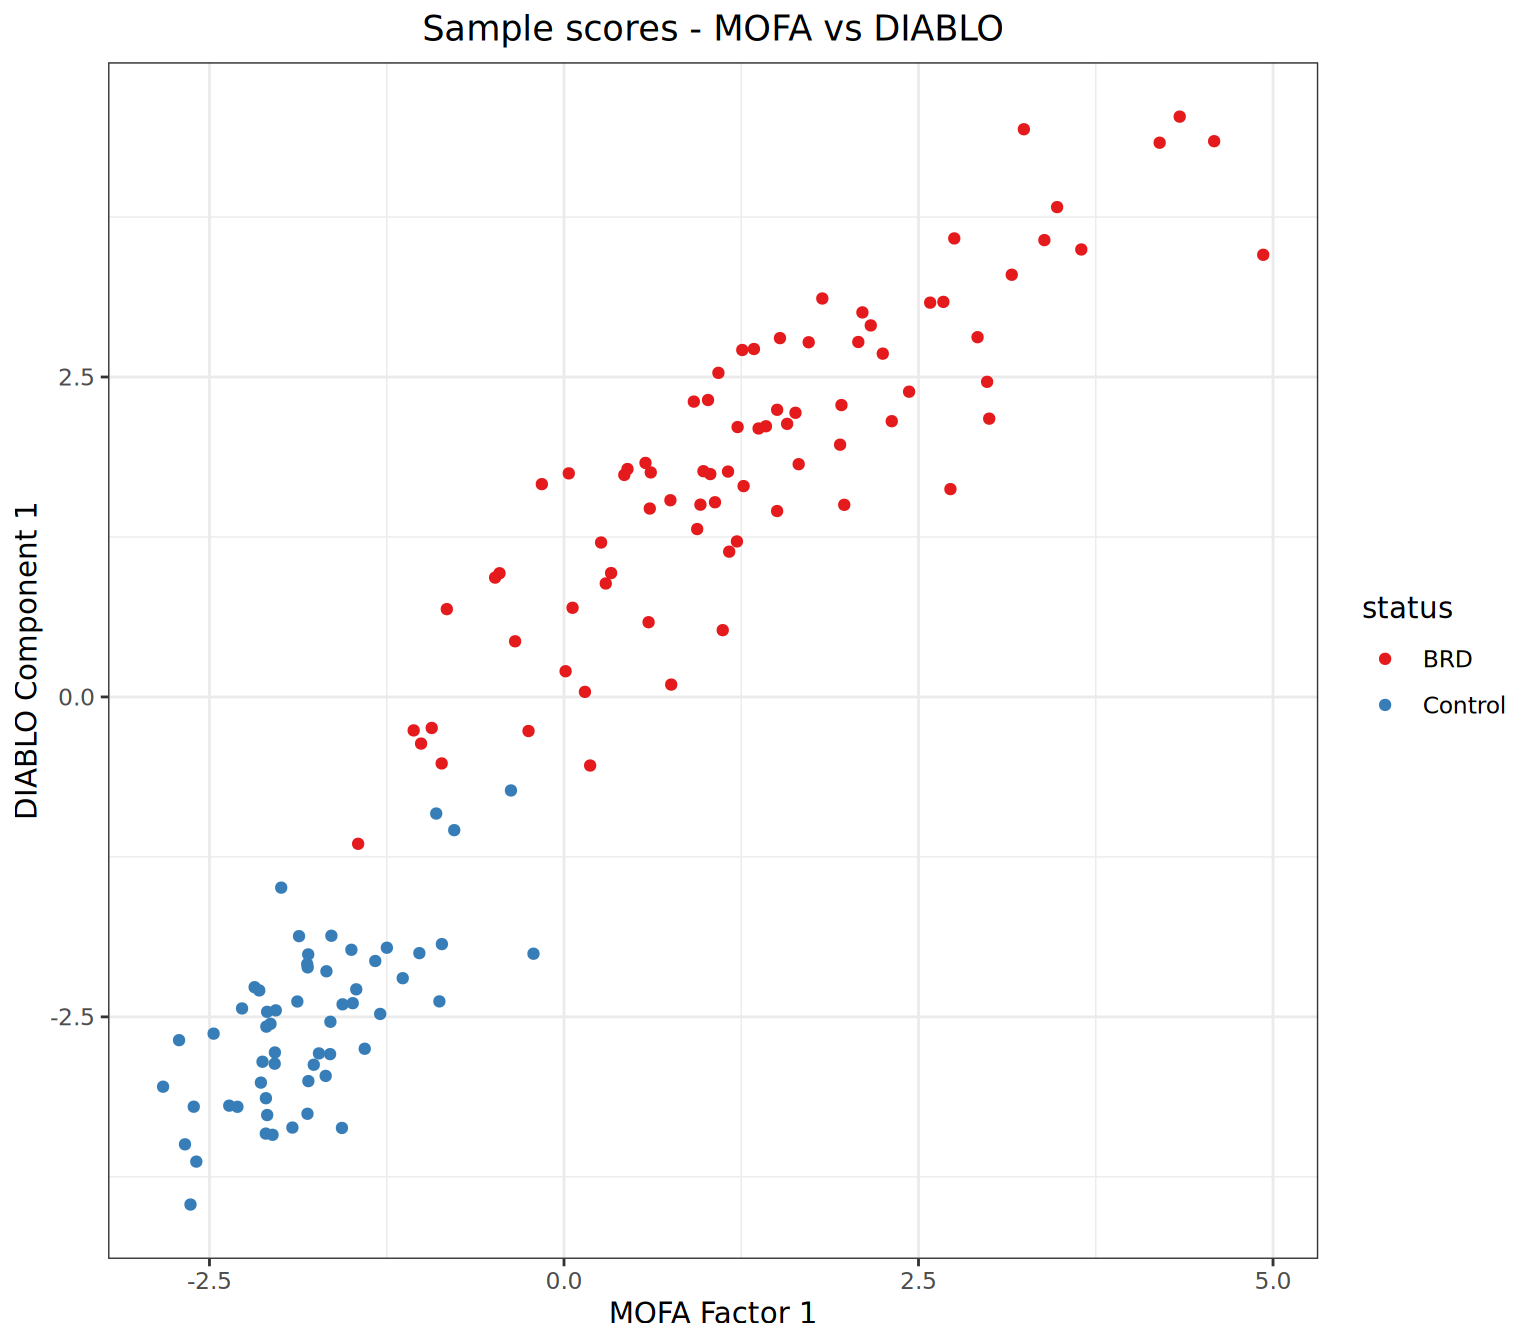 Sample scores - MOFA vs DIABLO
DIABLO Component 1
2.5
0.0
-2.5
-2.5
0.0
2.5
5.0
MOFA Factor 1
status
BRD
Control